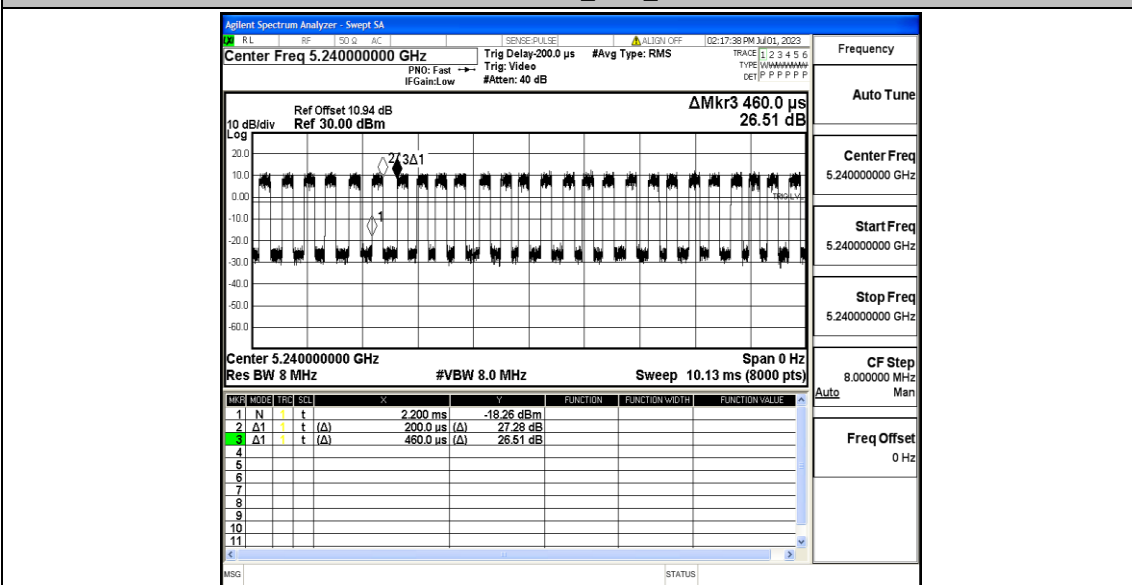 Agilent Spectrum Analyzer - Swept SA
RL RF 50 Ω AC SENSE:PULSE ALIGN OFF 02:17:38 PM Jul 01, 2023
Center Freq 5.240000000 GHz
PNO: Fast
IFGain:Low
Trig Delay-200.0 µs
Trig: Video
#Atten: 40 dB
#Avg Type: RMS
TRACE 1 2 3 4 5 6
TYPE
DET P P P P P P
ΔMkr3 460.0 µs
26.51 dB
Ref Offset 10.94 dB
10 dB/div Ref 30.00 dBm
Log
20.0
10.0
0.00
-10.0
-20.0
-30.0
-40.0
-50.0
-60.0
3Δ1
1
TRIG LVL
Center 5.240000000 GHz Span 0 Hz
Res BW 8 MHz #VBW 8.0 MHz Sweep 10.13 ms (8000 pts)
MKR MODE TRC SCL X Y FUNCTION FUNCTION WIDTH FUNCTION VALUE
1 N 1 t 2.200 ms -18.26 dBm
2 Δ1 1 t (Δ) 200.0 µs (Δ) 27.28 dB
3 Δ1 1 t (Δ) 460.0 µs (Δ) 26.51 dB
4
5
6
7
8
9
10
11
MSG STATUS
Frequency
Auto Tune
Center Freq
5.240000000 GHz
Start Freq
5.240000000 GHz
Stop Freq
5.240000000 GHz
CF Step
8.000000 MHz
Auto Man
Freq Offset
0 Hz